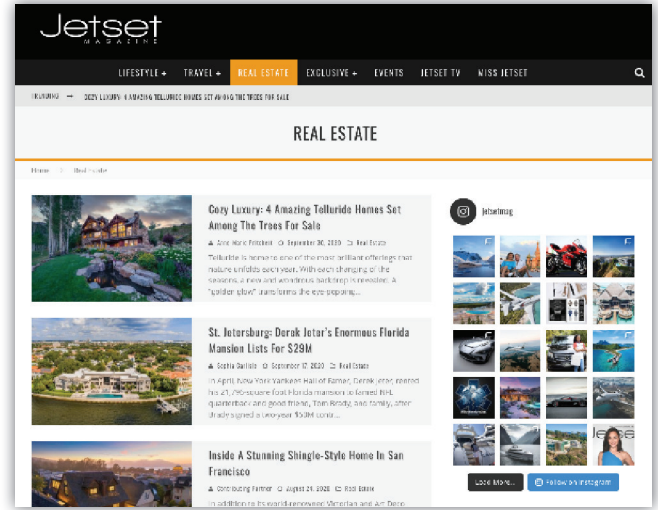 Jetset
MAGAZINE
LIFESTYLE + TRAVEL + REAL ESTATE EXCLUSIVE + EVENTS JETSET TV MISS JETSET
TRENDING → COZY LUXURY: 4 AMAZING TELLURIDE HOMES SET AMONG THE TREES FOR SALE
REAL ESTATE
Home Real Estate
Cozy Luxury: 4 Amazing Telluride Homes Set
Among The Trees For Sale
September 30, 2020 Real Estate
Telluride is home to one of the most brilliant offerings that
nature unfolds each year. With each changing of the
seasons, a new and wondrous backdrop is revealed. A
"golden glow" transforms the eye-popping...
St. Jetersburg: Derek Jeter's Enormous Florida
Mansion Lists For $29M
Sophia September 17, 2020 Real Estate
In April, New York Yankees Hall of Famer, Derek Jeter, rented
his 21,796-square foot Florida mansion to famed NFL
quarterback and good friend, Tom Brady, and family, after
Brady signed a two-year $50M contr...
Inside A Stunning Shingle-Style Home In San
Francisco
Contributing Partner August 24, 2020 Real Estate
In addition to its world-renowned Victorian and Art Deco
jetsetmag
Jetset
Load More... Follow on Instagram